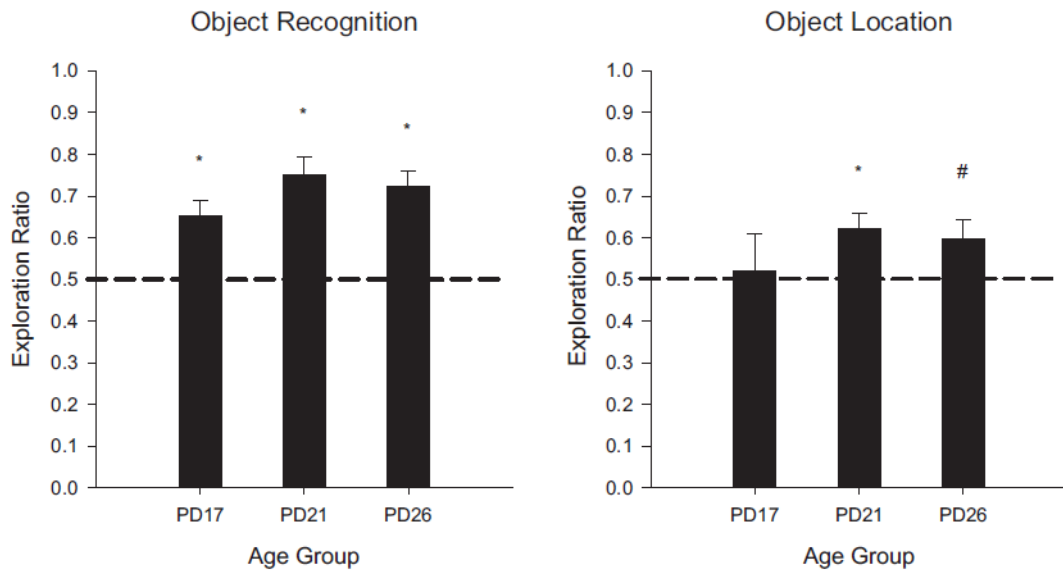 Object Recognition
1.0
0.9
0.8
0.7
0.6
0.5
0.4
0.3
0.2
0.1
0.0
Exploration Ratio
*
*
*
PD17
PD21
PD26
Age Group
Object Location
1.0
0.9
0.8
0.7
0.6
0.5
0.4
0.3
0.2
0.1
0.0
Exploration Ratio
*
#
PD17
PD21
PD26
Age Group